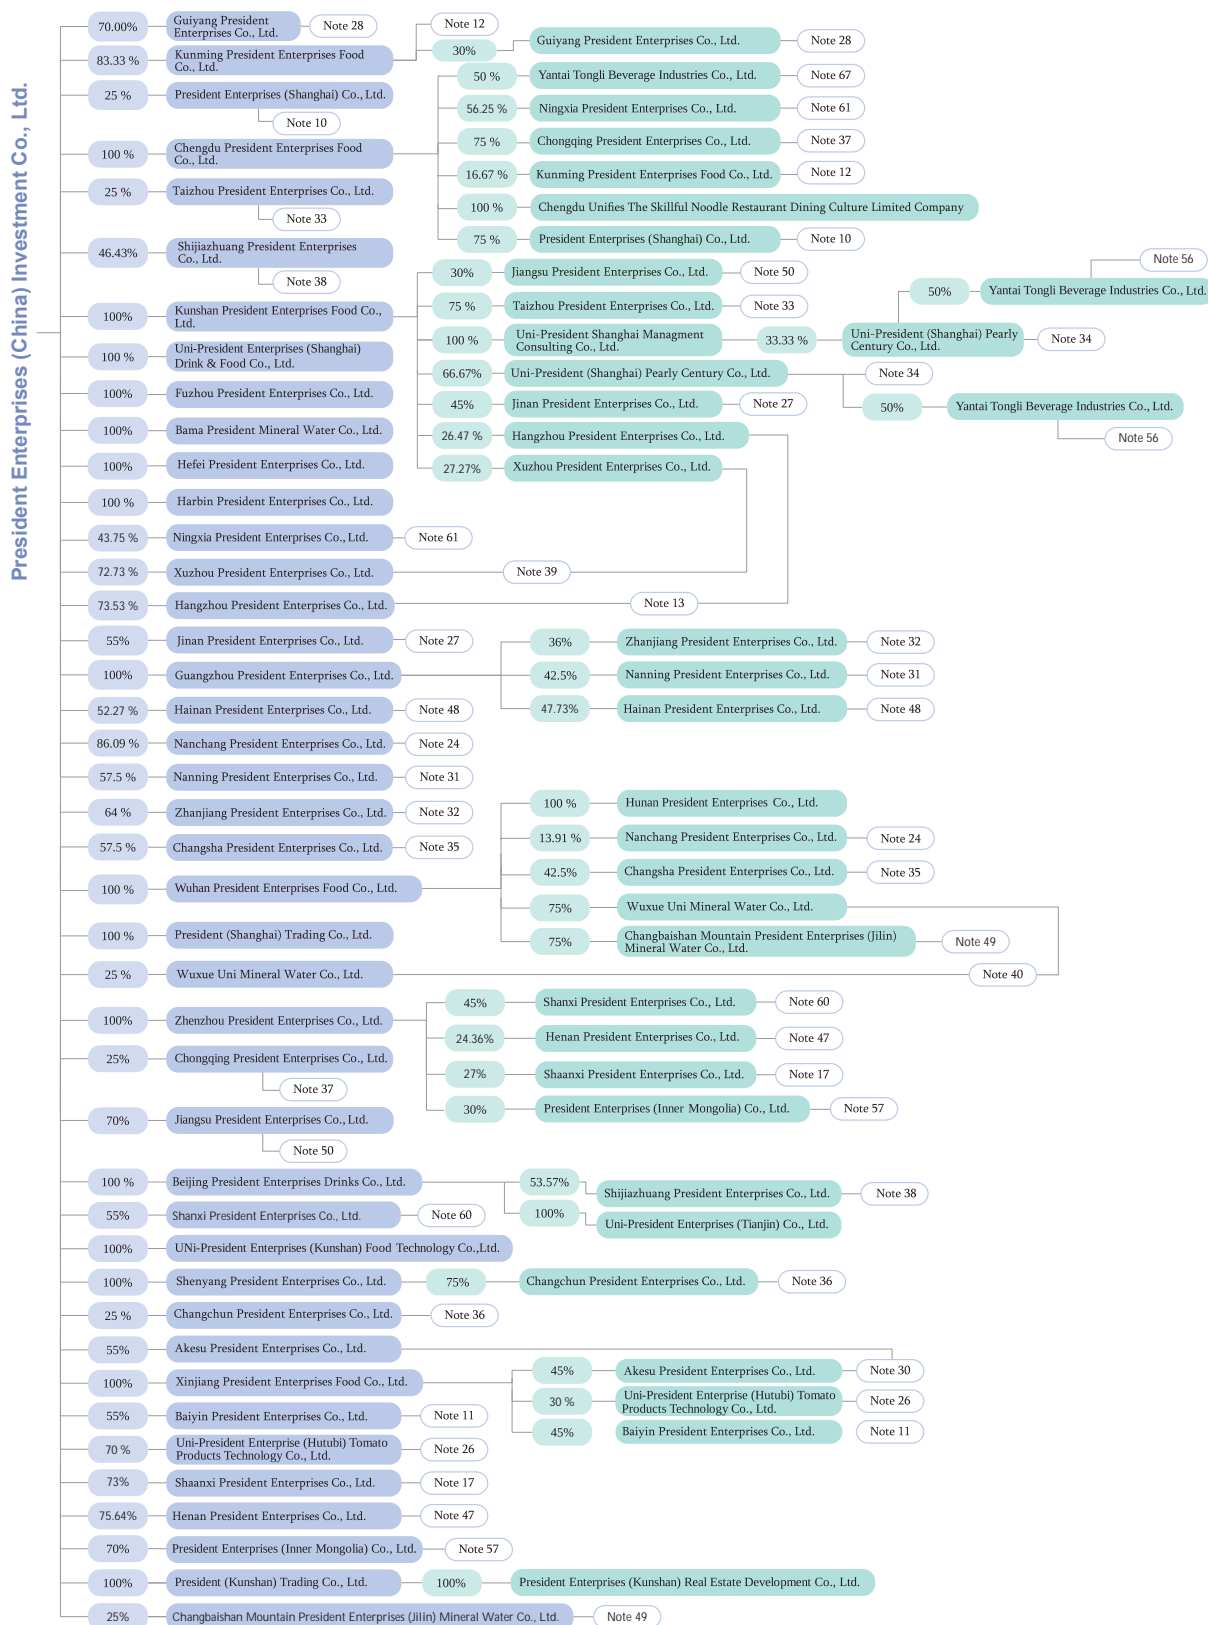 President Enterprises (China) Investment Co., Ltd.
70.00%
Guiyang President
Enterprises Co., Ltd.
Note 28
83.33 %
Kunming President Enterprises Food
Co., Ltd.
Note 12
30%
Guiyang President Enterprises Co., Ltd.
Note 28
25 %
President Enterprises (Shanghai) Co., Ltd.
Note 10
100 %
Chengdu President Enterprises Food
Co., Ltd.
50 %
Yantai Tongli Beverage Industries Co., Ltd.
Note 67
56.25 %
Ningxia President Enterprises Co., Ltd.
Note 61
75 %
Chongqing President Enterprises Co., Ltd.
Note 37
16.67 %
Kunming President Enterprises Food Co., Ltd.
Note 12
100 %
Chengdu Unifies The Skillful Noodle Restaurant Dining Culture Limited Company
75 %
President Enterprises (Shanghai) Co., Ltd.
Note 10
25 %
Taizhou President Enterprises Co., Ltd.
Note 33
46.43%
Shijiazhuang President Enterprises
Co., Ltd.
Note 38
100%
Kunshan President Enterprises Food Co.,
Ltd.
30%
Jiangsu President Enterprises Co., Ltd.
Note 50
75 %
Taizhou President Enterprises Co., Ltd.
Note 33
100 %
Uni-President Shanghai Managment
Consulting Co., Ltd.
33.33 %
Uni-President (Shanghai) Pearly
Century Co., Ltd.
Note 34
50%
Yantai Tongli Beverage Industries Co., Ltd.
Note 56
66.67%
Uni-President (Shanghai) Pearly Century Co., Ltd.
Note 34
50%
Yantai Tongli Beverage Industries Co., Ltd.
Note 56
45%
Jinan President Enterprises Co., Ltd.
Note 27
26.47 %
Hangzhou President Enterprises Co., Ltd.
27.27%
Xuzhou President Enterprises Co., Ltd.
100 %
Uni-President Enterprises (Shanghai)
Drink & Food Co., Ltd.
100%
Fuzhou President Enterprises Co., Ltd.
100%
Bama President Mineral Water Co., Ltd.
100%
Hefei President Enterprises Co., Ltd.
100 %
Harbin President Enterprises Co., Ltd.
43.75 %
Ningxia President Enterprises Co., Ltd.
Note 61
72.73 %
Xuzhou President Enterprises Co., Ltd.
Note 39
73.53 %
Hangzhou President Enterprises Co., Ltd.
Note 13
55%
Jinan President Enterprises Co., Ltd.
Note 27
100%
Guangzhou President Enterprises Co., Ltd.
36%
Zhanjiang President Enterprises Co., Ltd.
Note 32
42.5%
Nanning President Enterprises Co., Ltd.
Note 31
47.73%
Hainan President Enterprises Co., Ltd.
Note 48
52.27 %
Hainan President Enterprises Co., Ltd.
Note 48
86.09 %
Nanchang President Enterprises Co., Ltd.
Note 24
57.5 %
Nanning President Enterprises Co., Ltd.
Note 31
64 %
Zhanjiang President Enterprises Co., Ltd.
Note 32
57.5 %
Changsha President Enterprises Co., Ltd.
Note 35
100 %
Wuhan President Enterprises Food Co., Ltd.
100 %
Hunan President Enterprises Co., Ltd.
13.91 %
Nanchang President Enterprises Co., Ltd.
Note 24
42.5%
Changsha President Enterprises Co., Ltd.
Note 35
75%
Wuxue Uni Mineral Water Co., Ltd.
75%
Changbaishan Mountain President Enterprises (Jilin)
Mineral Water Co., Ltd.
Note 49
100 %
President (Shanghai) Trading Co., Ltd.
25 %
Wuxue Uni Mineral Water Co., Ltd.
Note 40
100%
Zhenzhou President Enterprises Co., Ltd.
45%
Shanxi President Enterprises Co., Ltd.
Note 60
24.36%
Henan President Enterprises Co., Ltd.
Note 47
27%
Shaanxi President Enterprises Co., Ltd.
Note 17
30%
President Enterprises (Inner Mongolia) Co., Ltd.
Note 57
25%
Chongqing President Enterprises Co., Ltd.
Note 37
70%
Jiangsu President Enterprises Co., Ltd.
Note 50
100 %
Beijing President Enterprises Drinks Co., Ltd.
53.57%
Shijiazhuang President Enterprises Co., Ltd.
Note 38
100%
Uni-President Enterprises (Tianjin) Co., Ltd.
55%
Shanxi President Enterprises Co., Ltd.
Note 60
100%
UNi-President Enterprises (Kunshan) Food Technology Co.,Ltd.
100%
Shenyang President Enterprises Co., Ltd.
75%
Changchun President Enterprises Co., Ltd.
Note 36
25 %
Changchun President Enterprises Co., Ltd.
Note 36
55%
Akesu President Enterprises Co., Ltd.
100%
Xinjiang President Enterprises Food Co., Ltd.
45%
Akesu President Enterprises Co., Ltd.
Note 30
30 %
Uni-President Enterprise (Hutubi) Tomato
Products Technology Co., Ltd.
Note 26
45%
Baiyin President Enterprises Co., Ltd.
Note 11
55%
Baiyin President Enterprises Co., Ltd.
Note 11
70 %
Uni-President Enterprise (Hutubi) Tomato
Products Technology Co., Ltd.
Note 26
73%
Shaanxi President Enterprises Co., Ltd.
Note 17
75.64%
Henan President Enterprises Co., Ltd.
Note 47
70%
President Enterprises (Inner Mongolia) Co., Ltd.
Note 57
100%
President (Kunshan) Trading Co., Ltd.
100%
President Enterprises (Kunshan) Real Estate Development Co., Ltd.
25%
Changbaishan Mountain President Enterprises (Jilin) Mineral Water Co., Ltd.
Note 49